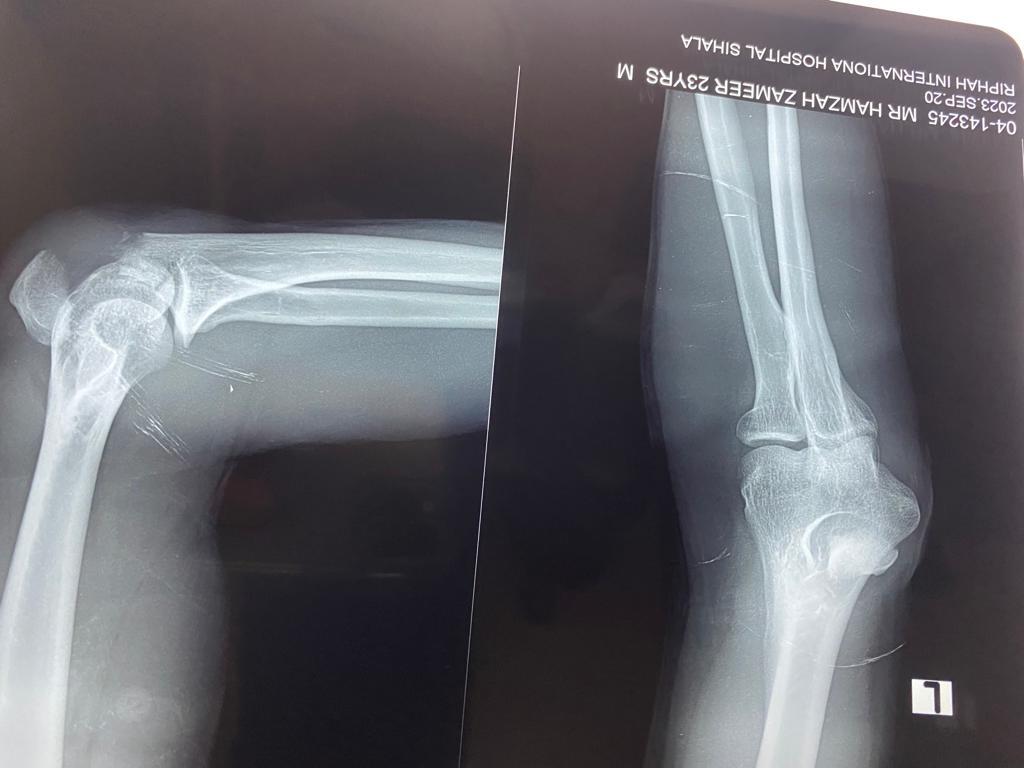 04-143245 MR HAMZAH ZAMEER 23YRS M
2023.SEP.20
RIPHAH INTERNATIONA HOSPITAL SIHALA
L